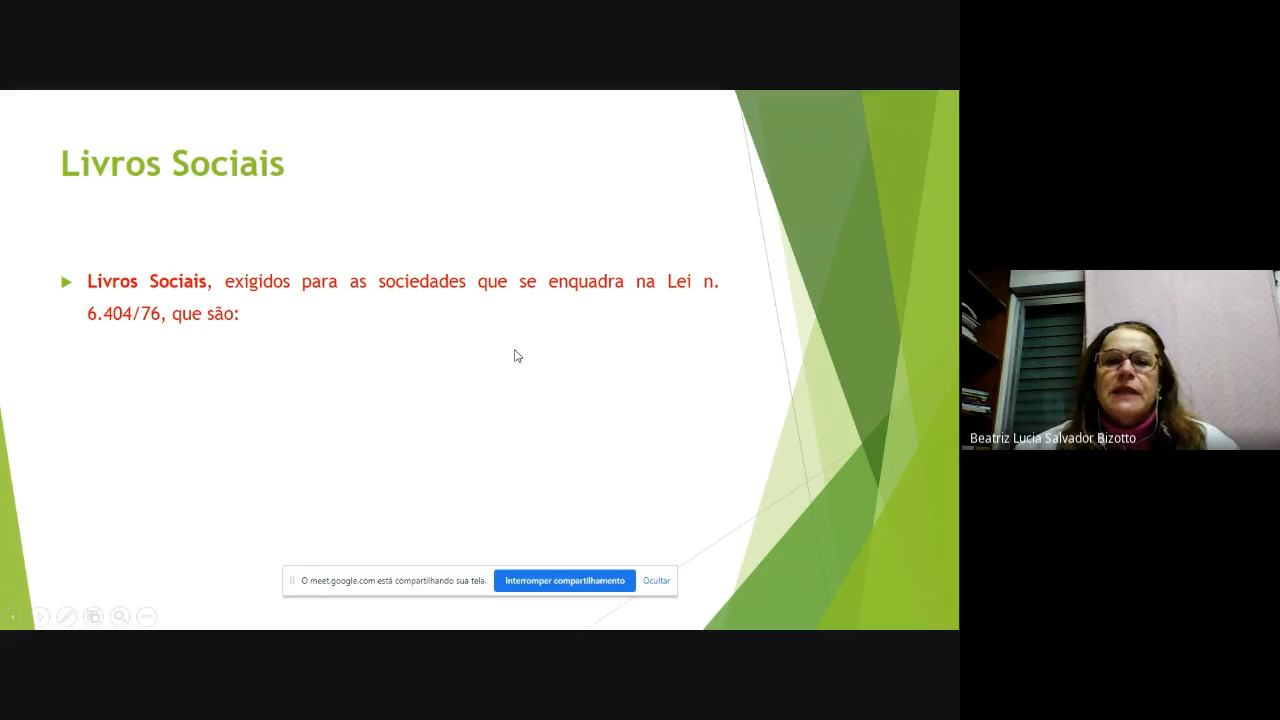 Livros Sociais
Livros Sociais, exigidos para as sociedades que se enquadra na Lei n.
6.404/76, que são:
O meet.google.com está compartilhando sua tela.
Interromper compartilhamento
Ocultar
Beatriz Lucia Salvador Bizotto